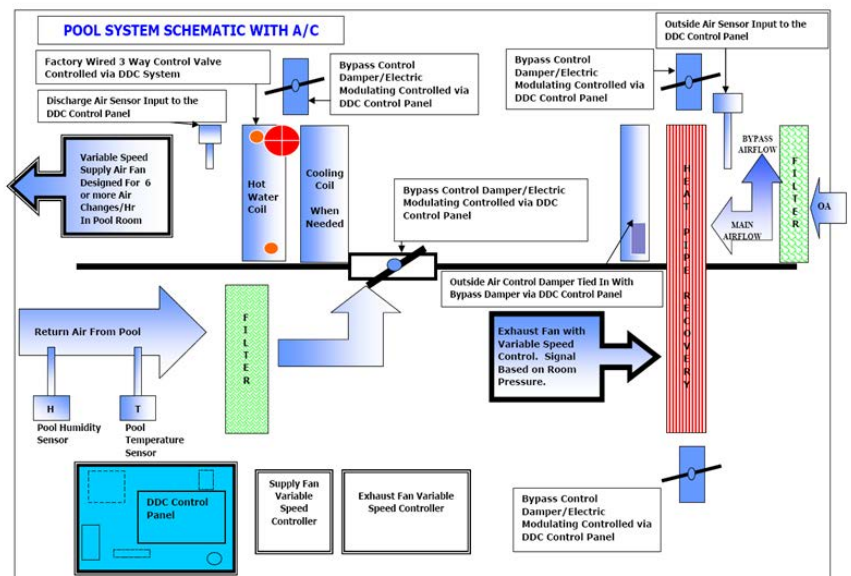 POOL SYSTEM SCHEMATIC WITH A/C
Factory Wired 3 Way Control Valve
Controlled via DDC System
Discharge Air Sensor Input to the
DDC Control Panel
Bypass Control
Damper/Electric
Modulating Controlled via
DDC Control Panel
Bypass Control
Damper/Electric
Modulating Controlled via
DDC Control Panel
Outside Air Sensor Input to the
DDC Control Panel
Variable Speed
Supply Air Fan
Designed For 6
or more Air
Changes/Hr
In Pool Room
Hot
Water
Coil
Cooling
Coil
When
Needed
Bypass Control Damper/Electric
Modulating Controlled via DDC
Control Panel
HEAT PIPE RECOVERY
BYPASS
AIRFLOW
MAIN
AIRFLOW
FILTER
OA
Outside Air Control Damper Tied In With
Bypass Damper via DDC Control Panel
Return Air From Pool
FILTER
Exhaust Fan with
Variable Speed
Control. Signal
Based on Room
Pressure.
H
Pool Humidity
Sensor
T
Pool
Temperature
Sensor
DDC Control
Panel
Supply Fan
Variable
Speed
Controller
Exhaust Fan Variable
Speed Controller
Bypass Control
Damper/Electric
Modulating Controlled via
DDC Control Panel